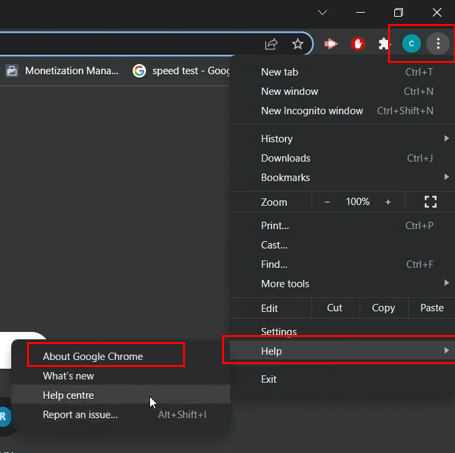 Monetization Mana... speed test - Goog
C
New tab Ctrl+T
New window Ctrl+N
New Incognito window Ctrl+Shift+N
History
Downloads Ctrl+J
Bookmarks
Zoom - 100% +
Print... Ctrl+P
Cast...
Find... Ctrl+F
More tools
Edit Cut Copy Paste
Settings
Help
Exit
About Google Chrome
What's new
Help centre
Report an issue... Alt+Shift+I
R